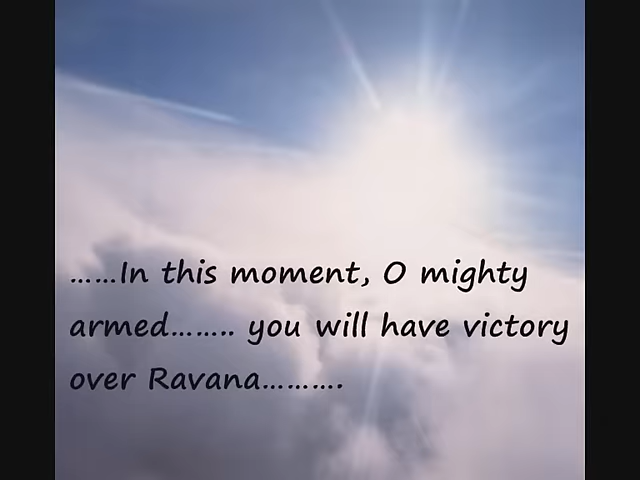 ......In this moment, O mighty
armed........ you will have victory
over Ravana..........